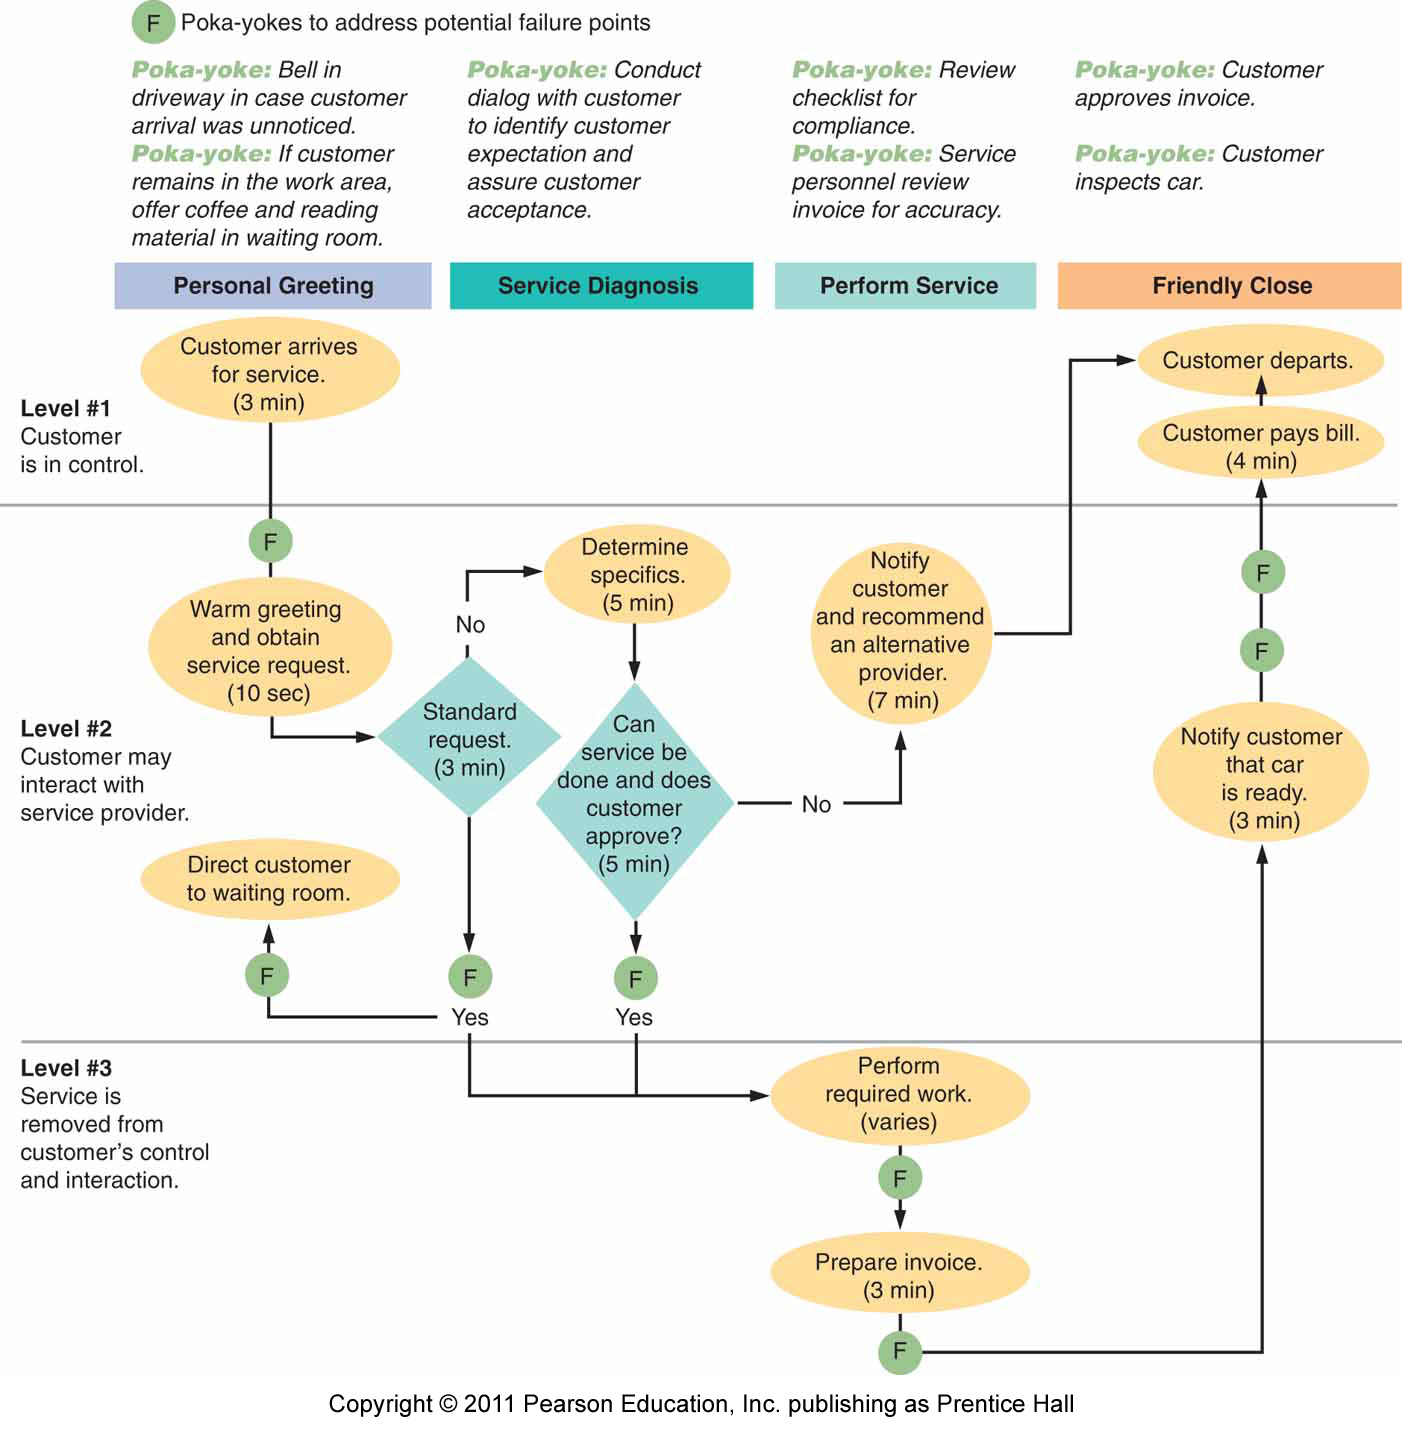 F Poka-yokes to address potential failure points
Poka-yoke: Bell in
driveway in case customer
arrival was unnoticed.
Poka-yoke: If customer
remains in the work area,
offer coffee and reading
material in waiting room.
Poka-yoke: Conduct
dialog with customer
to identify customer
expectation and
assure customer
acceptance.
Poka-yoke: Review
checklist for
compliance.
Poka-yoke: Service
personnel review
invoice for accuracy.
Poka-yoke: Customer
approves invoice.
Poka-yoke: Customer
inspects car.
Personal Greeting
Service Diagnosis
Perform Service
Friendly Close
Level #1
Customer
is in control.
Customer arrives
for service.
(3 min)
Customer departs.
Customer pays bill.
(4 min)
Level #2
Customer may
interact with
service provider.
F
Warm greeting
and obtain
service request.
(10 sec)
No
Standard
request.
(3 min)
Determine
specifics.
(5 min)
Can
service be
done and does
customer
approve?
(5 min)
No
Notify
customer
and recommend
an alternative
provider.
(7 min)
F
F
Notify customer
that car
is ready.
(3 min)
Direct customer
to waiting room.
F
F
Yes
F
Yes
Level #3
Service is
removed from
customer's control
and interaction.
Perform
required work.
(varies)
F
Prepare invoice.
(3 min)
F
Copyright © 2011 Pearson Education, Inc. publishing as Prentice Hall